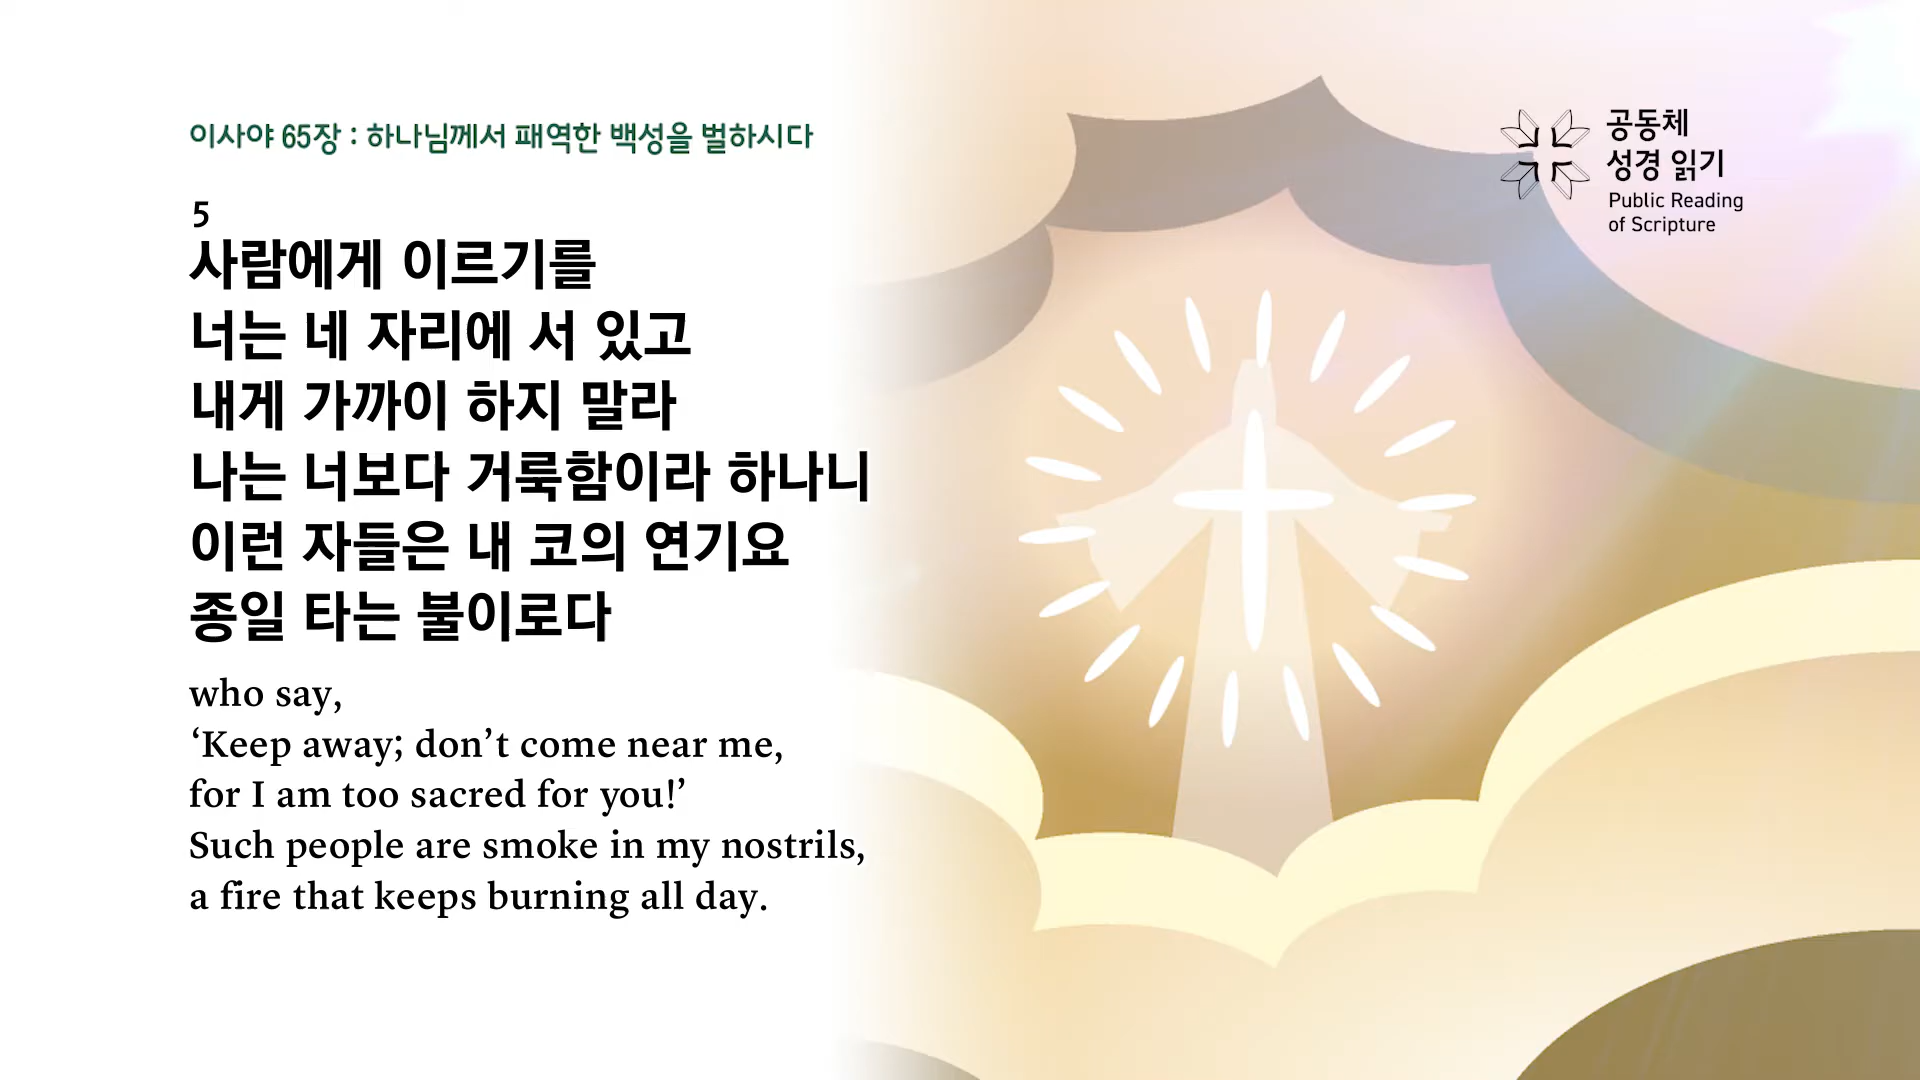 이사야 65장 : 하나님께서 패역한 백성을 벌하시다
5
사람에게 이르기를
너는 네 자리에 서 있고
내게 가까이 하지 말라
나는 너보다 거룩함이라 하나니
이런 자들은 내 코의 연기요
종일 타는 불이로다
who say,
‘Keep away; don’t come near me,
for I am too sacred for you!’
Such people are smoke in my nostrils,
a fire that keeps burning all day.
공동체
성경 읽기
Public Reading
of Scripture